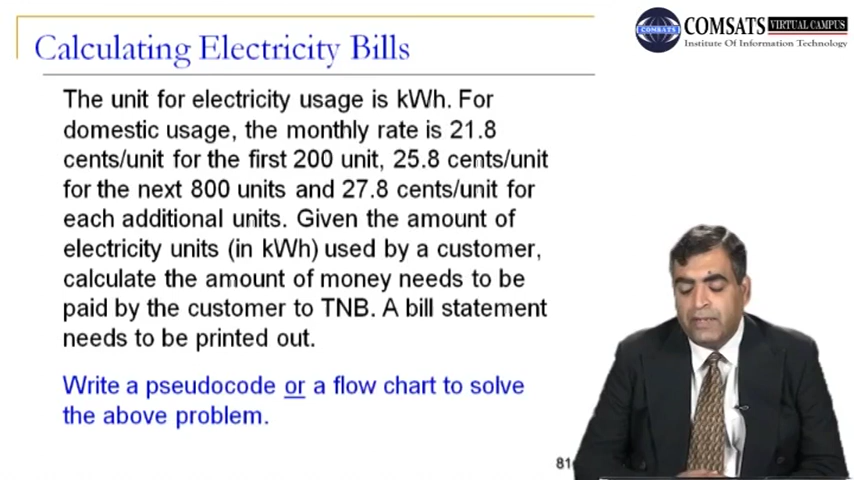 COMSATS VIRTUAL CAMPUS
COMSATS
Institute Of Information Technology
Calculating Electricity Bills
The unit for electricity usage is kWh. For
domestic usage, the monthly rate is 21.8
cents/unit for the first 200 unit, 25.8 cents/unit
for the next 800 units and 27.8 cents/unit for
each additional units. Given the amount of
electricity units (in kWh) used by a customer,
calculate the amount of money needs to be
paid by the customer to TNB. A bill statement
needs to be printed out.
Write a pseudocode or a flow chart to solve
the above problem.